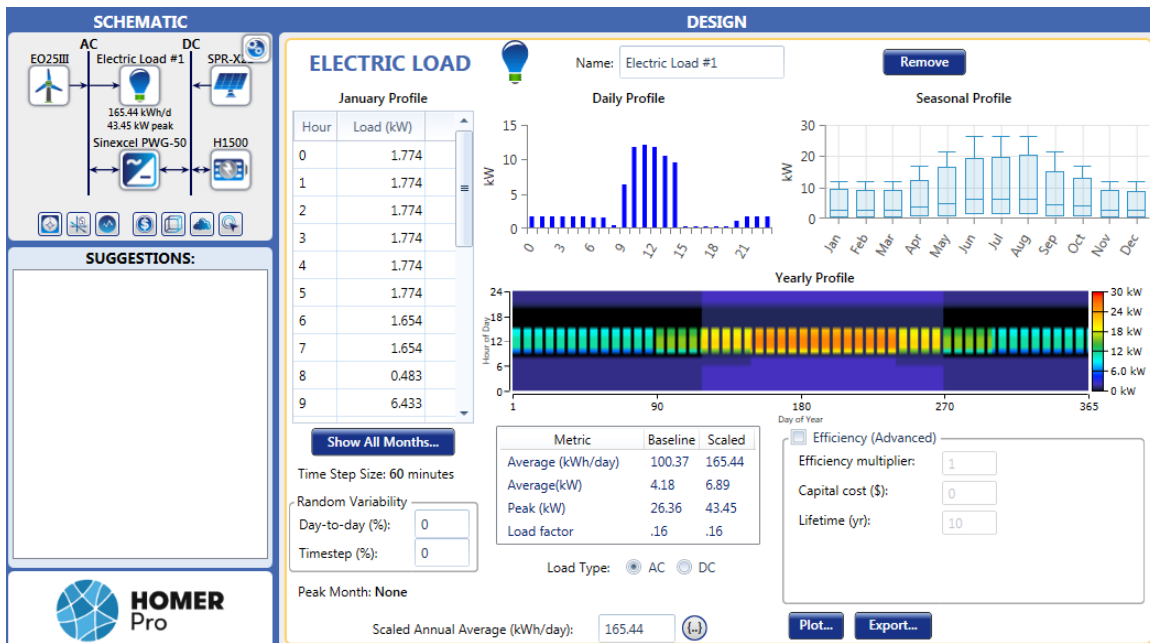 SCHEMATIC
AC DC
EO25III Electric Load #1
165.44 kWh/d
43.45 kW peak
Sinexcel PWG-50 H1500
SUGGESTIONS:
HOMER
Pro
DESIGN
ELECTRIC LOAD
Name: Electric Load #1
Remove
January Profile
Hour Load (kW)
0 1.774
1 1.774
2 1.774
3 1.774
4 1.774
5 1.774
6 1.654
7 1.654
8 0.483
9 6.433
Show All Months...
Time Step Size: 60 minutes
Random Variability
Day-to-day (%): 0
Timestep (%): 0
Peak Month: None
Daily Profile
kW
15
10
5
0
0 3 6 9 12 15 18 21
Seasonal Profile
kW
30
20
10
0
Jan Feb Mar Apr May Jun Jul Aug Sep Oct Nov Dec
Yearly Profile
Hour of Day
24
18
12
6
0
1 90 180 270 365
Day of Year
30 kW
24 kW
18 kW
12 kW
6.0 kW
0 kW
Metric Baseline Scaled
Average (kWh/day) 100.37 165.44
Average(kW) 4.18 6.89
Peak (kW) 26.36 43.45
Load factor .16 .16
Load Type: AC DC
Scaled Annual Average (kWh/day): 165.44 {..}
Efficiency (Advanced)
Efficiency multiplier: 1
Capital cost ($): 0
Lifetime (yr): 10
Plot... Export...